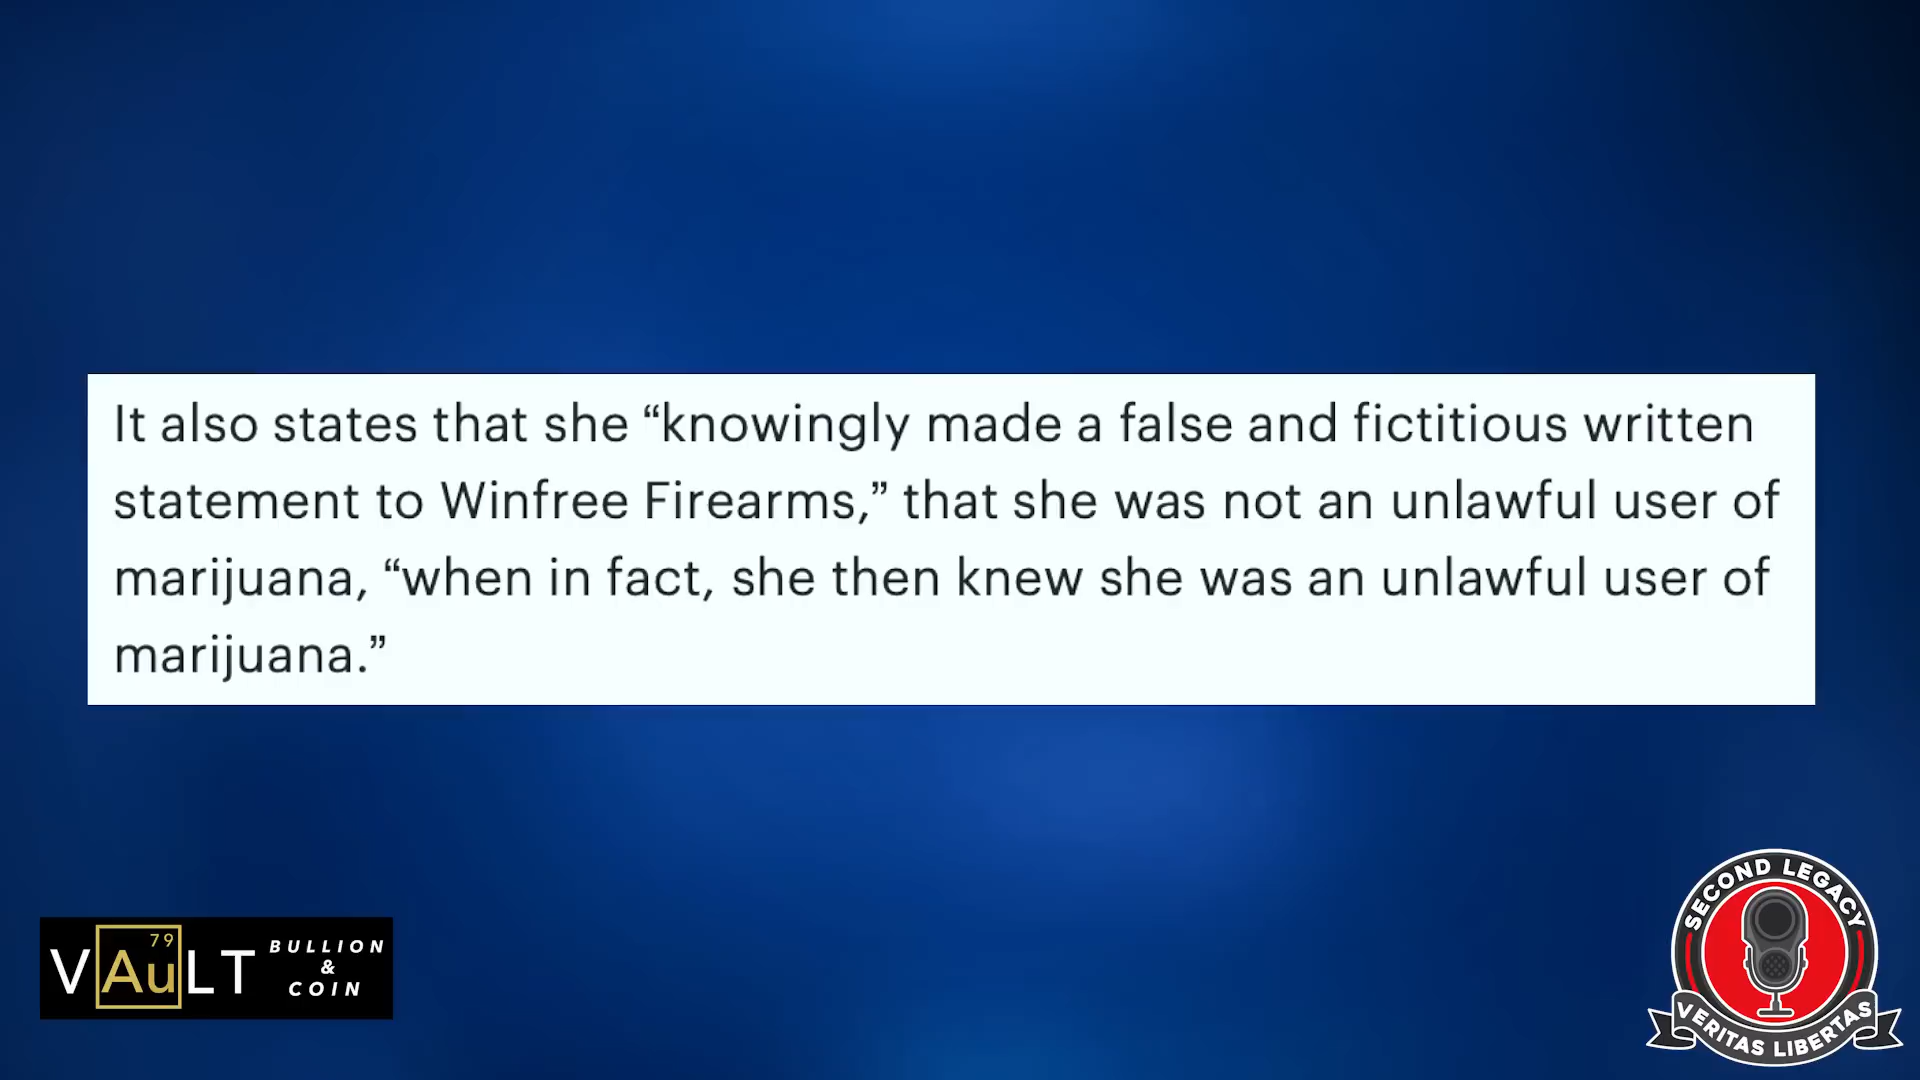 It also states that she “knowingly made a false and fictitious written
statement to Winfree Firearms,” that she was not an unlawful user of
marijuana, “when in fact, she then knew she was an unlawful user of
marijuana.”
79
VAuLT
BULLION
&
COIN
SECOND LEGACY
VERITAS LIBERTAS